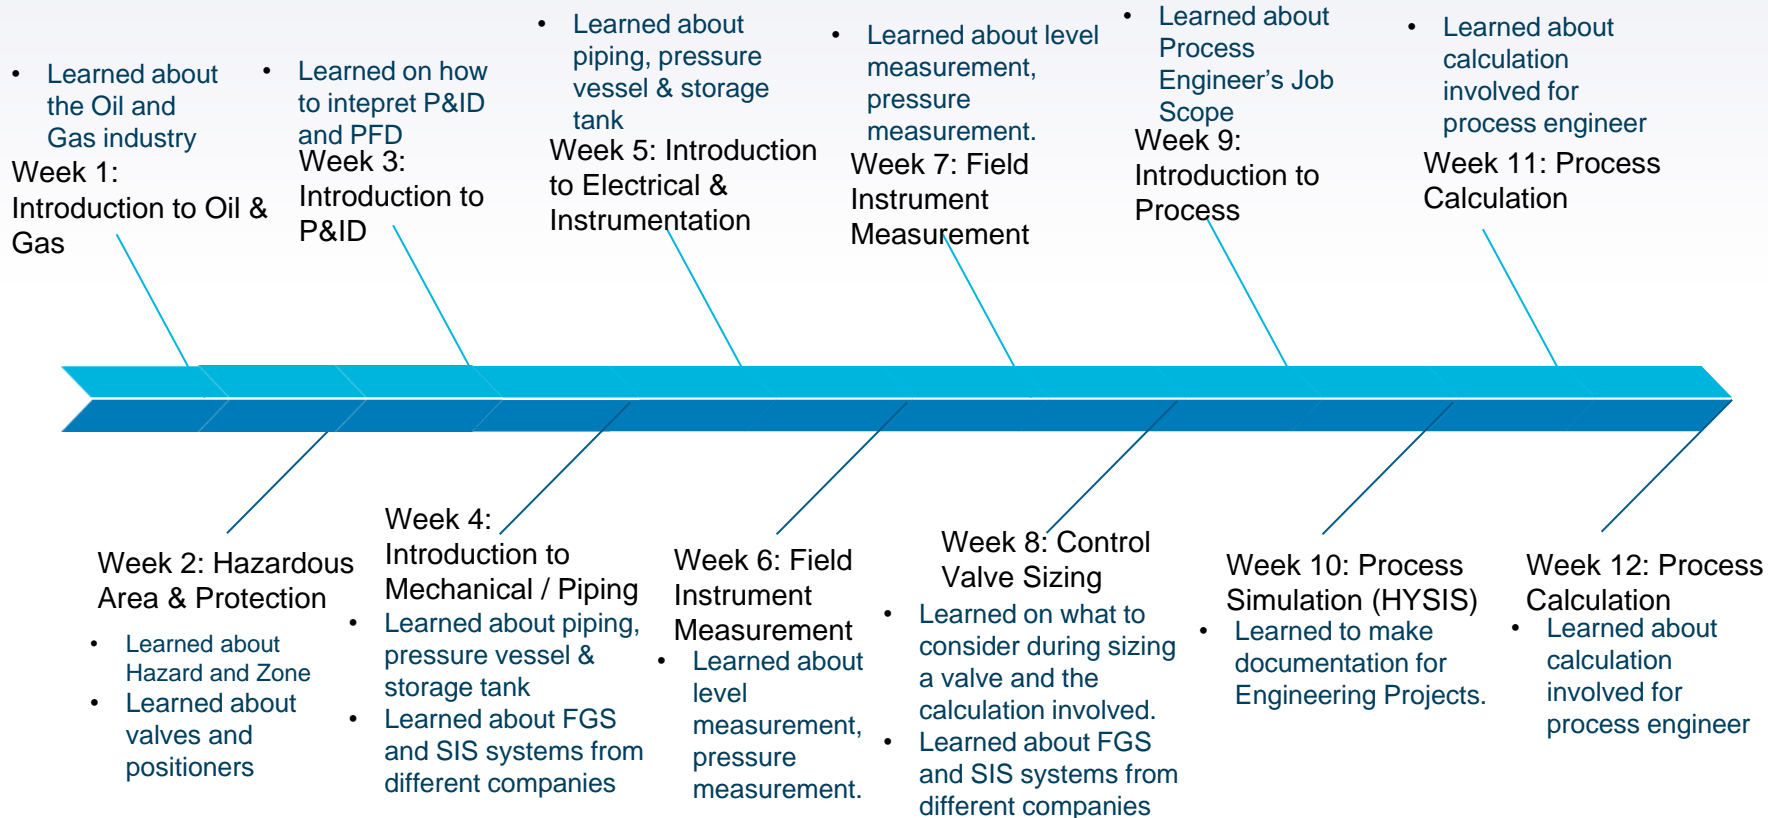 • Learned about
the Oil and
Gas industry
Week 1:
Introduction to Oil &
Gas
• Learned on how
to intepret P&ID
and PFD
Week 3:
Introduction to
P&ID
• Learned about
piping, pressure
vessel & storage
tank
Week 5: Introduction
to Electrical &
Instrumentation
• Learned about level
measurement,
pressure
measurement.
Week 7: Field
Instrument
Measurement
• Learned about
Process
Engineer’s Job
Scope
Week 9:
Introduction to
Process
• Learned about
calculation
involved for
process engineer
Week 11: Process
Calculation
Week 2: Hazardous
Area & Protection
• Learned about
Hazard and Zone
• Learned about
valves and
positioners
Week 4:
Introduction to
Mechanical / Piping
• Learned about piping,
pressure vessel &
storage tank
• Learned about FGS
and SIS systems from
different companies
Week 6: Field
Instrument
Measurement
• Learned about
level
measurement,
pressure
measurement.
Week 8: Control
Valve Sizing
• Learned on what to
consider during sizing
a valve and the
calculation involved.
• Learned about FGS
and SIS systems from
different companies
Week 10: Process
Simulation (HYSIS)
• Learned to make
documentation for
Engineering Projects.
Week 12: Process
Calculation
• Learned about
calculation
involved for
process engineer